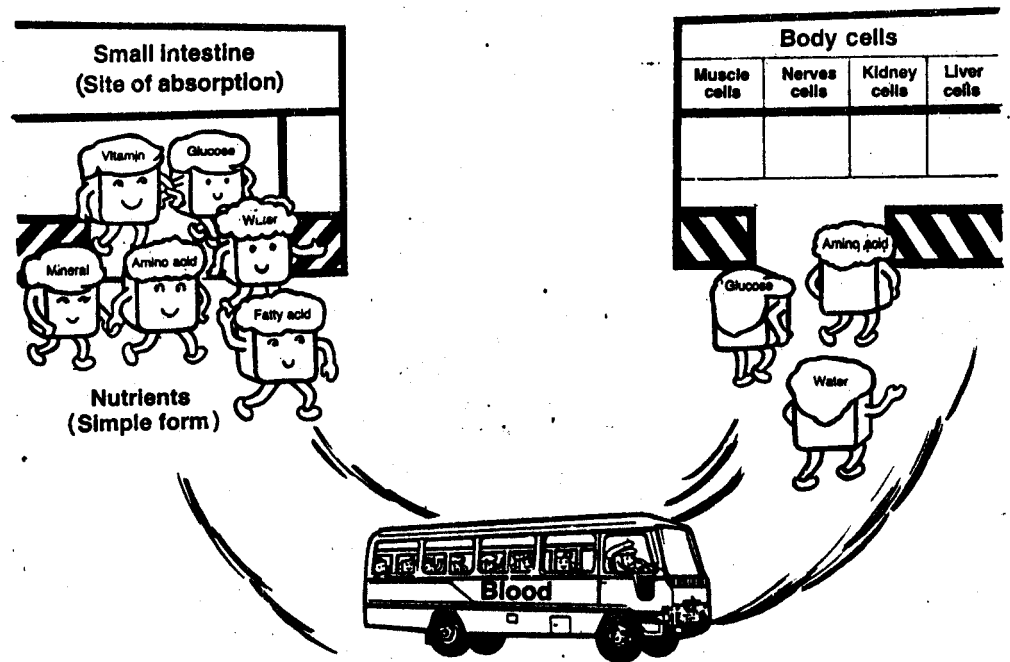 Small intestine
(Site of absorption)
Vitamin
Glucose
Water
Mineral
Amino acid
Fatty acid
Nutrients
(Simple form)
Body cells
Muscle
cells
Nerves
cells
Kidney
cells
Liver
cells
Amino acid
Glucose
Water
Blood